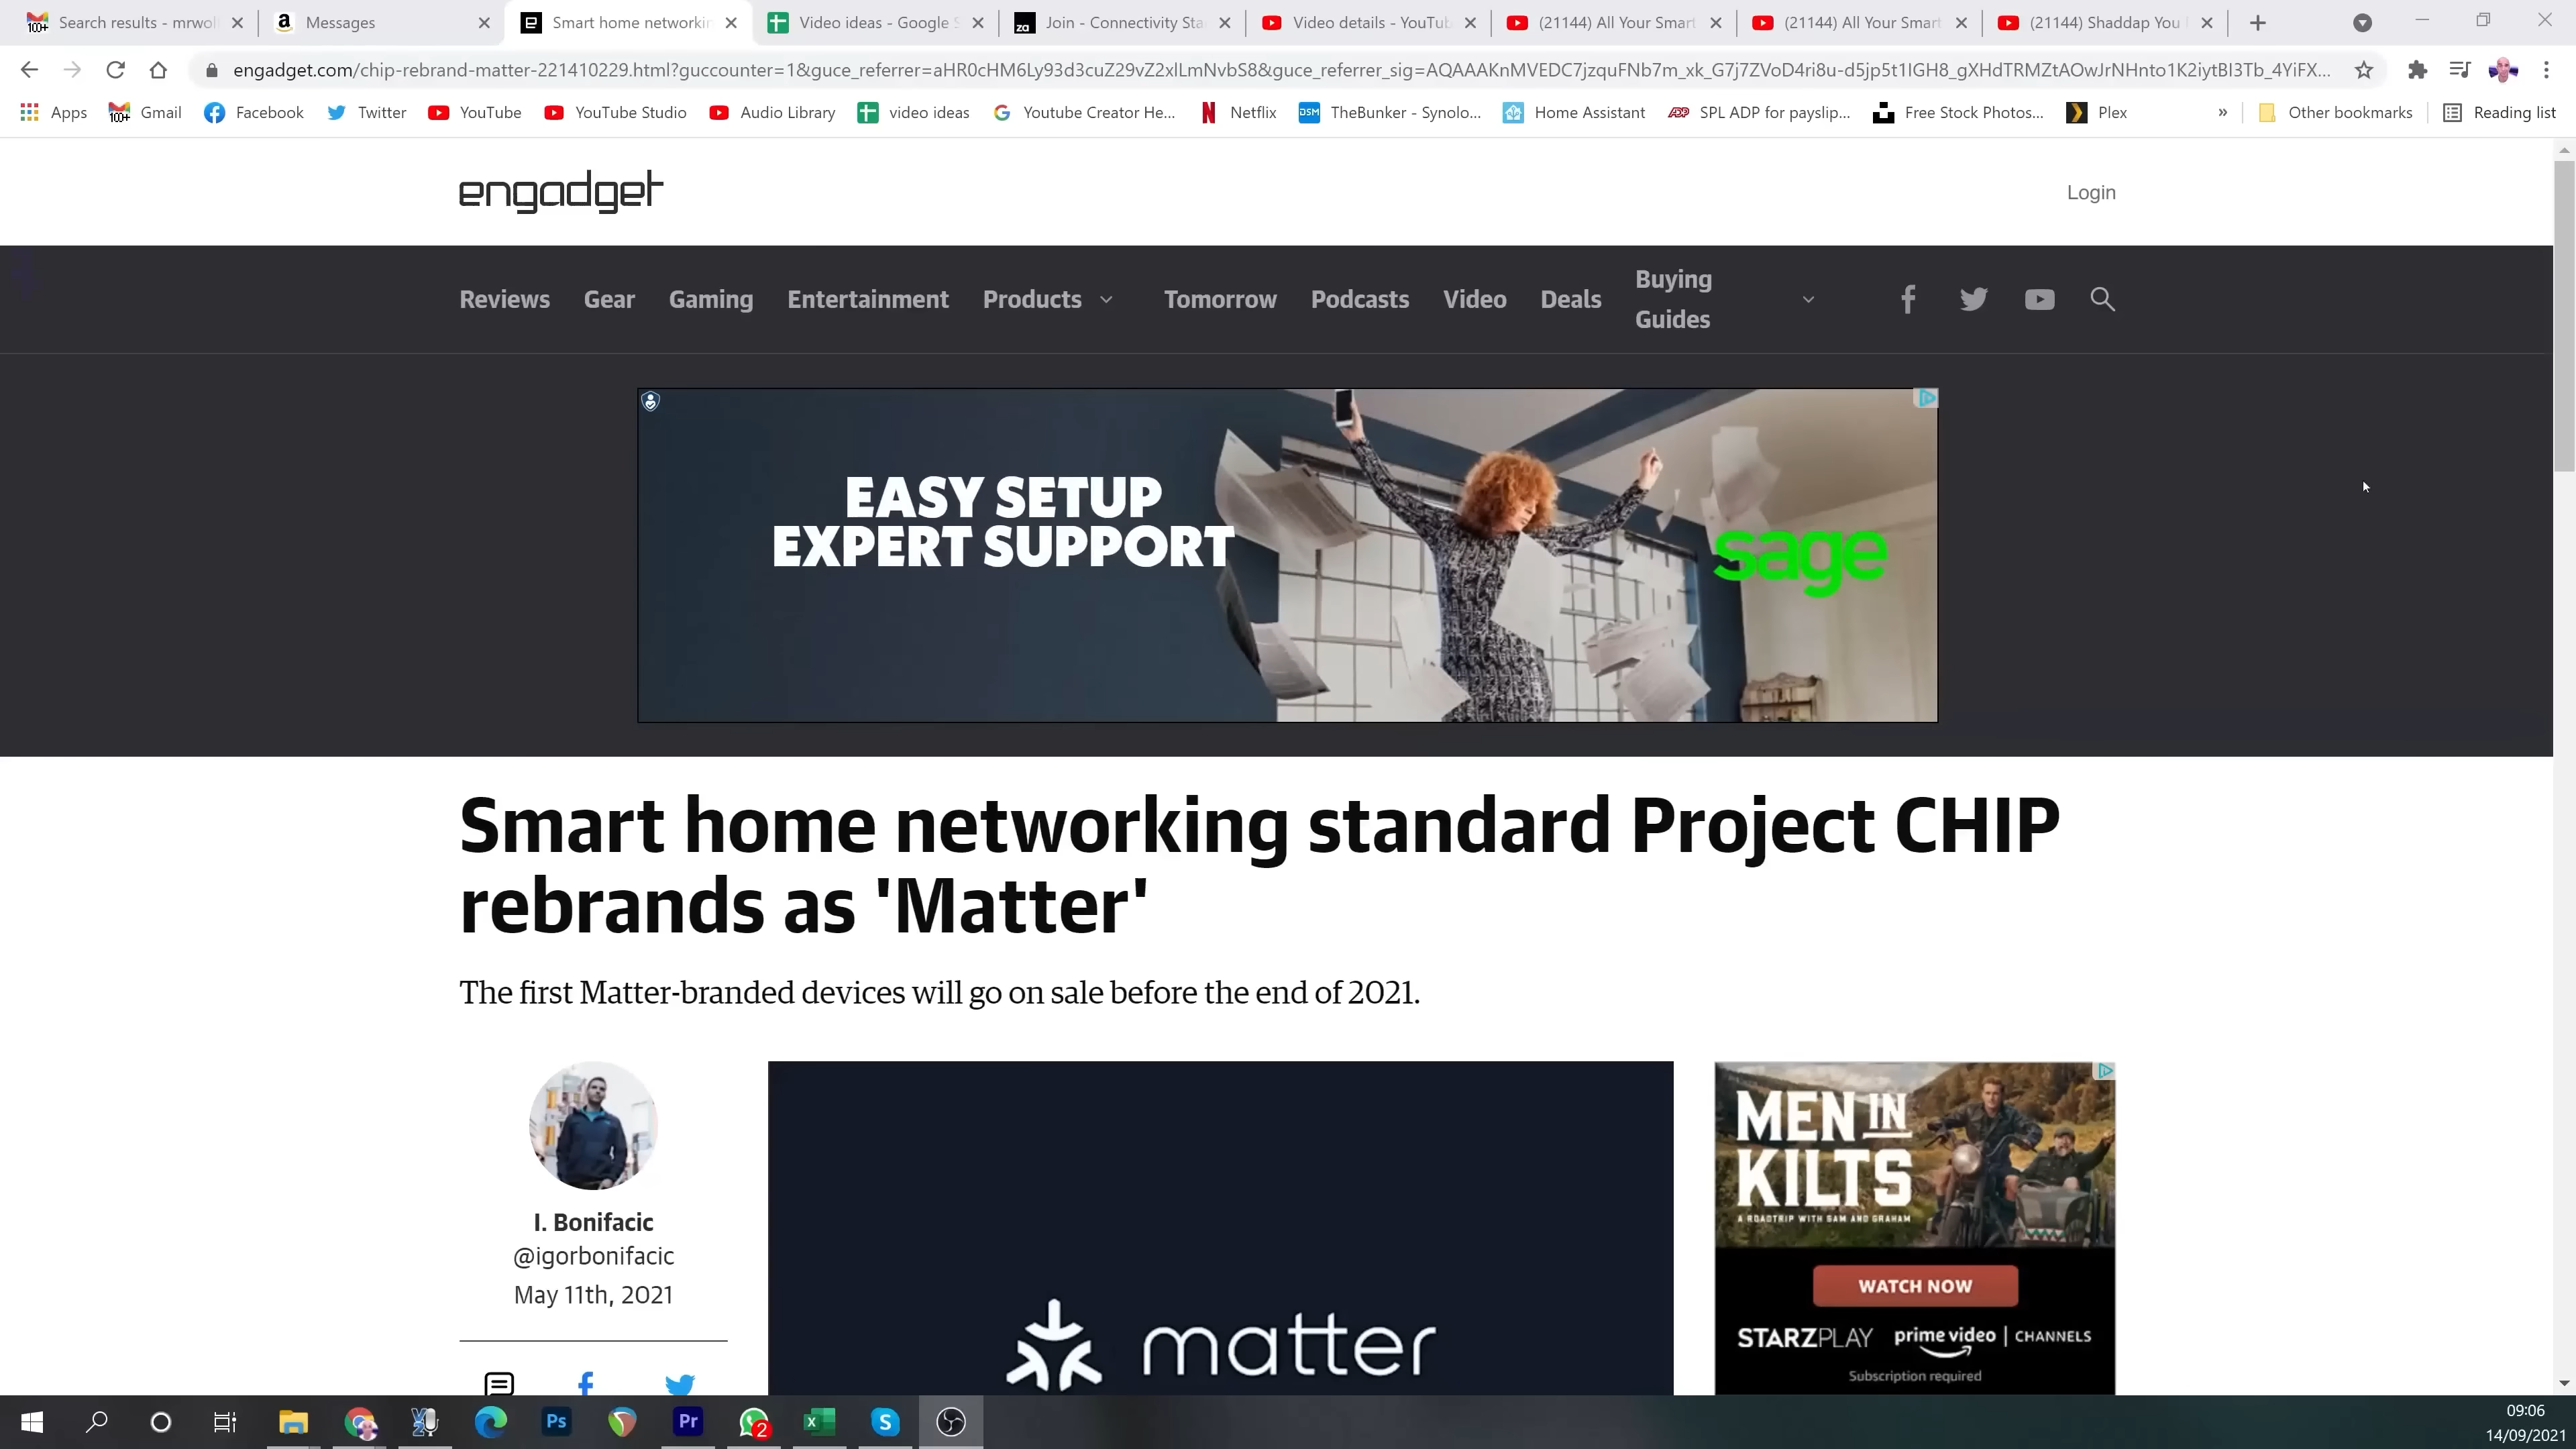 Search results - mrwol
Messages
Smart home networkin
Video ideas - Google S
Join - Connectivity Sta
Video details - YouTub
(21144) All Your Smart
(21144) All Your Smart
(21144) Shaddap You
engadget.com/chip-rebrand-matter-221410229.html?guccounter=1&guce_referrer=aHR0cHM6Ly93d3cuZ29vZ2xlLmNvbS8&guce_referrer_sig=AQAAAKnMVEDC7jzquFNb7m_xk_G7j7ZVoD4ri8u-d5jp5t1IGH8_gXHdTRMZtAOwJrNHnto1K2iytBI3Tb_4YiFX...
Apps
Gmail
Facebook
Twitter
YouTube
YouTube Studio
Audio Library
video ideas
Youtube Creator He...
Netflix
TheBunker - Synolo...
Home Assistant
SPL ADP for payslip...
Free Stock Photos...
Plex
»
Other bookmarks
Reading list
engadget
Login
Reviews
Gear
Gaming
Entertainment
Products
Tomorrow
Podcasts
Video
Deals
Buying
Guides
EASY SETUP
EXPERT SUPPORT
sage
Smart home networking standard Project CHIP
rebrands as 'Matter'
The first Matter-branded devices will go on sale before the end of 2021.
I. Bonifacic
@igorbonifacic
May 11th, 2021
matter
MEN IN
KILTS
A ROADTRIP WITH SAM AND GRAHAM
WATCH NOW
STARZPLAY
prime video | CHANNELS
Subscription required
Ps
Pr
2
09:06
14/09/2021